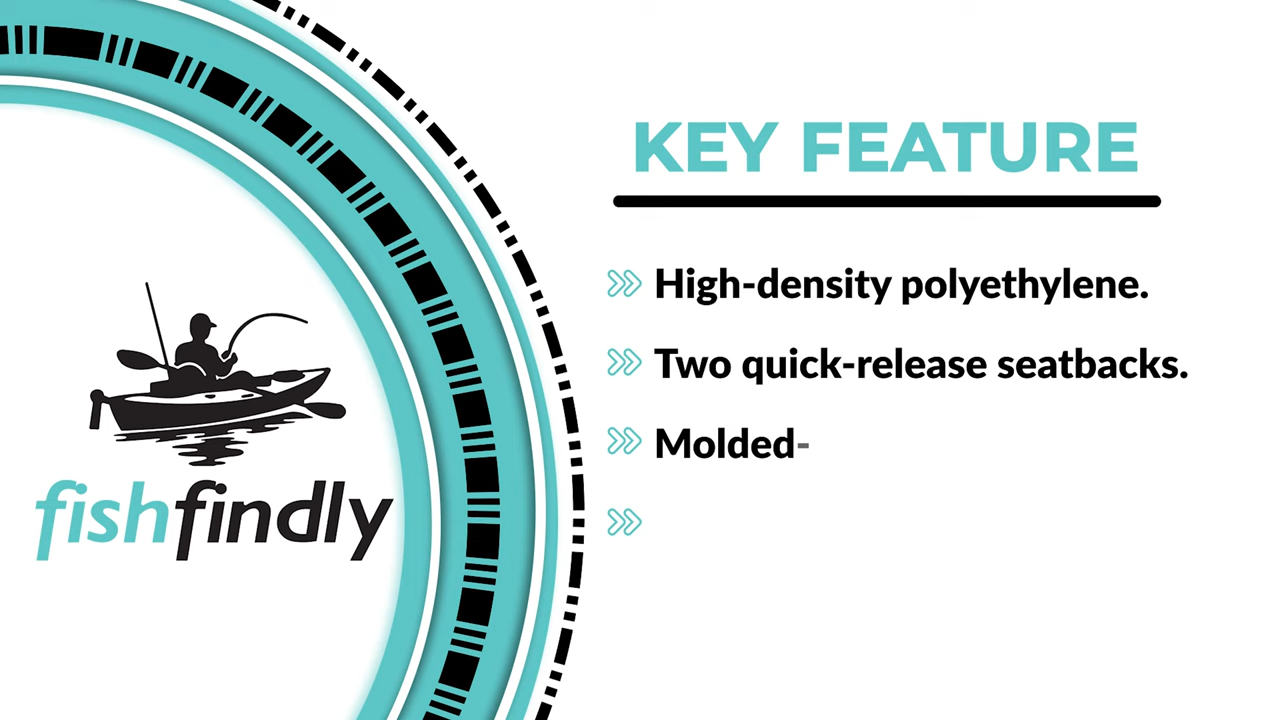 KEY FEATURE
High-density polyethylene.
Two quick-release seatbacks.
Molded-
fishfindly